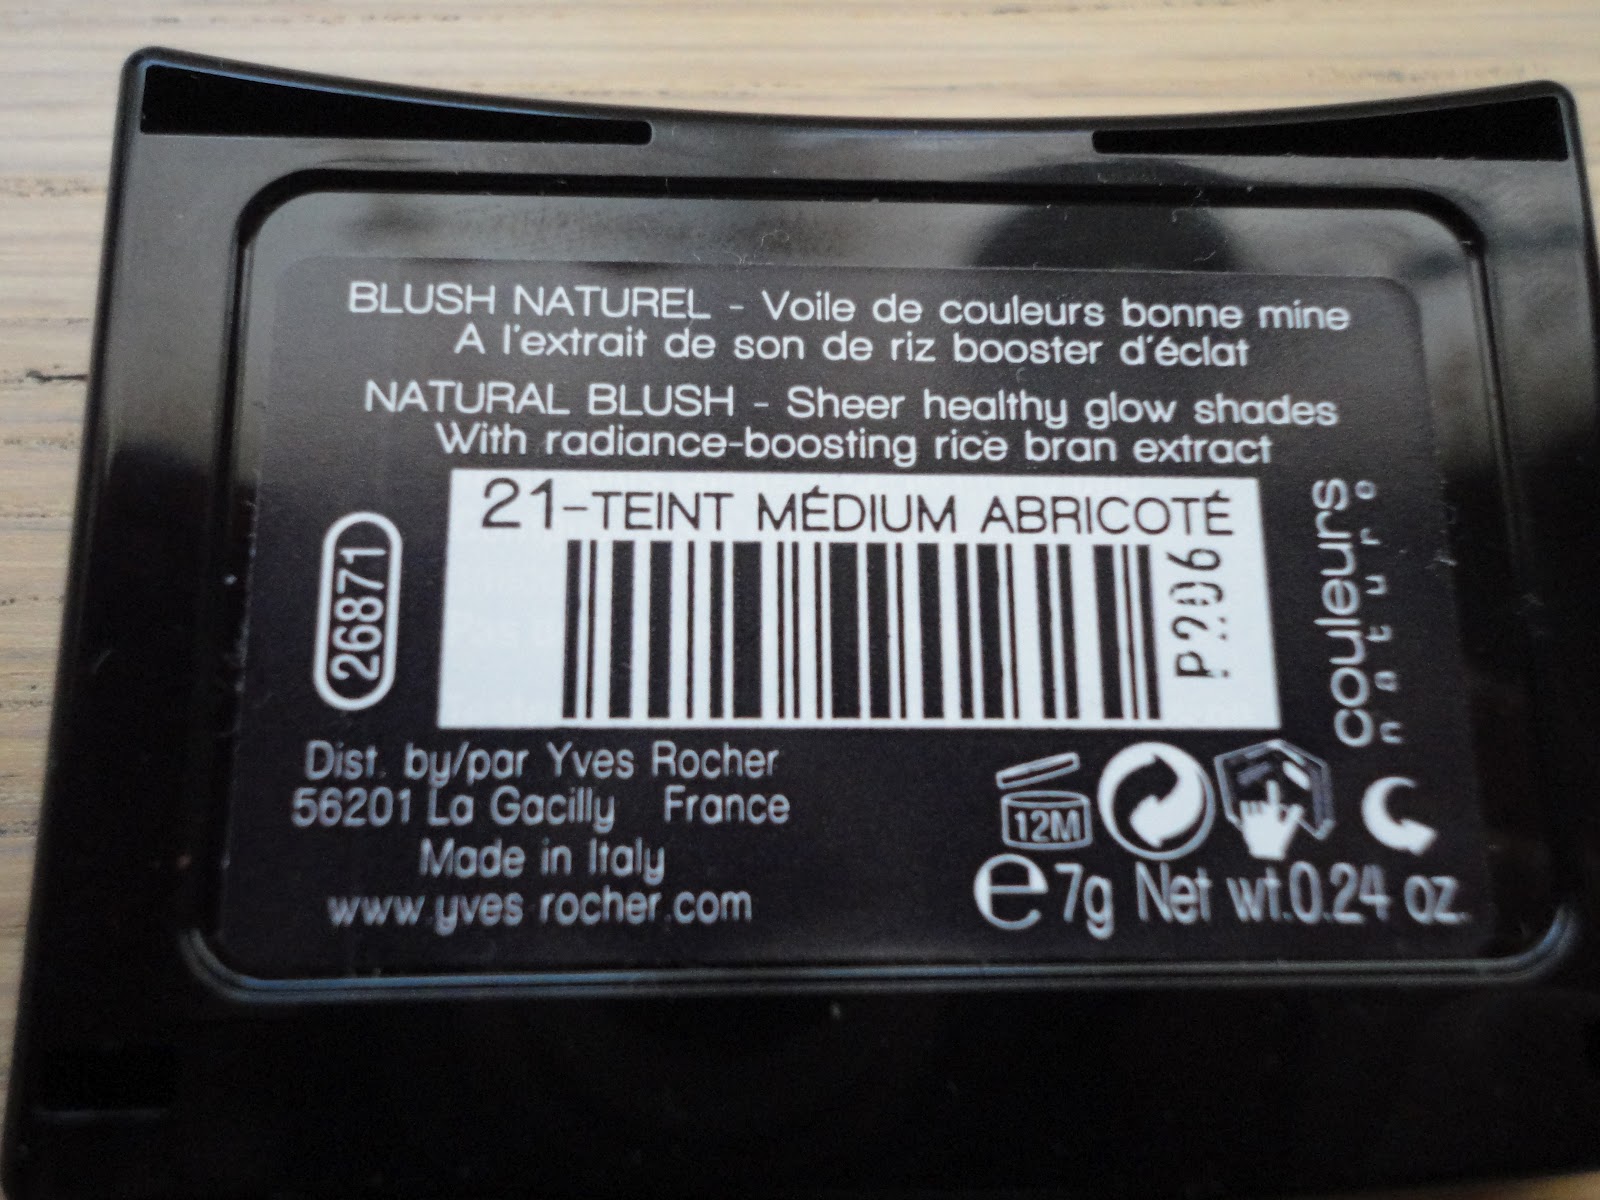 BLUSH NATUREL - Voile de couleurs bonne mine
A l'extrait de son de riz booster d'éclat
NATURAL BLUSH - Sheer healthy glow shades
With radiance-boosting rice bran extract
21-TEINT MÉDIUM ABRICOTÉ
26871
P206
couleurs
nature
Dist. by/par Yves Rocher
56201 La Gacilly France
Made in Italy
www.yves-rocher.com
12M
e 7g Net wt.0.24 oz.